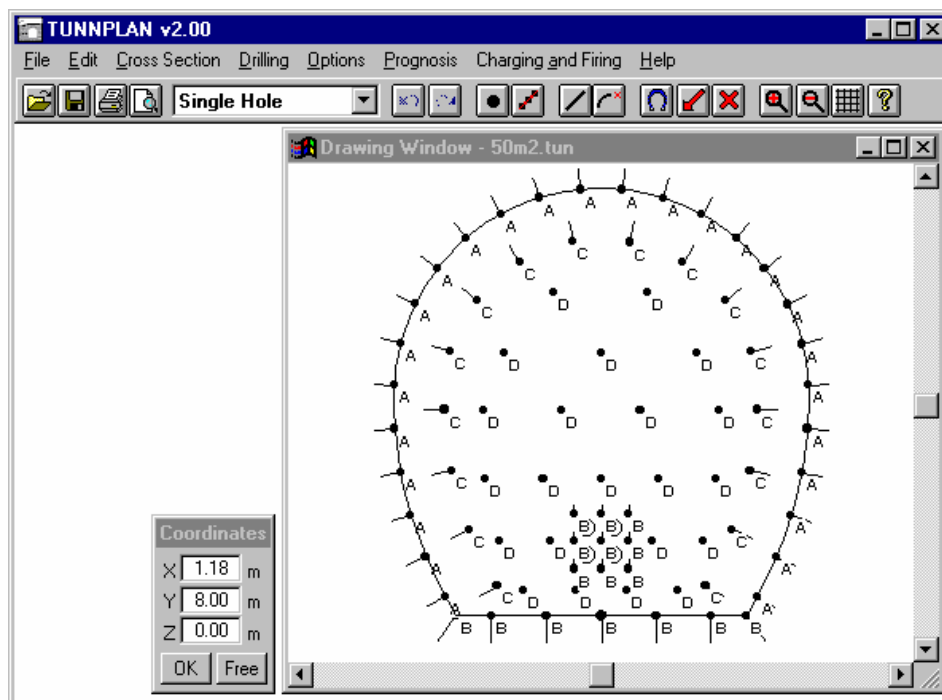 TUNNPLAN v2.00
File Edit Cross Section Drilling Options Prognosis Charging and Firing Help
Single Hole
Drawing Window - 50m2.tun
A A A A
A A
C C
A A
C C
A D D A
C C
A A
A C D D D C A
A C D D D D C A
A A
A C D D D D D C A
B) B) B
A C D D B) B) B D D C A
B B B
A C D D D D C A
B B B B B B
Coordinates
X 1.18 m
Y 8.00 m
Z 0.00 m
OK Free